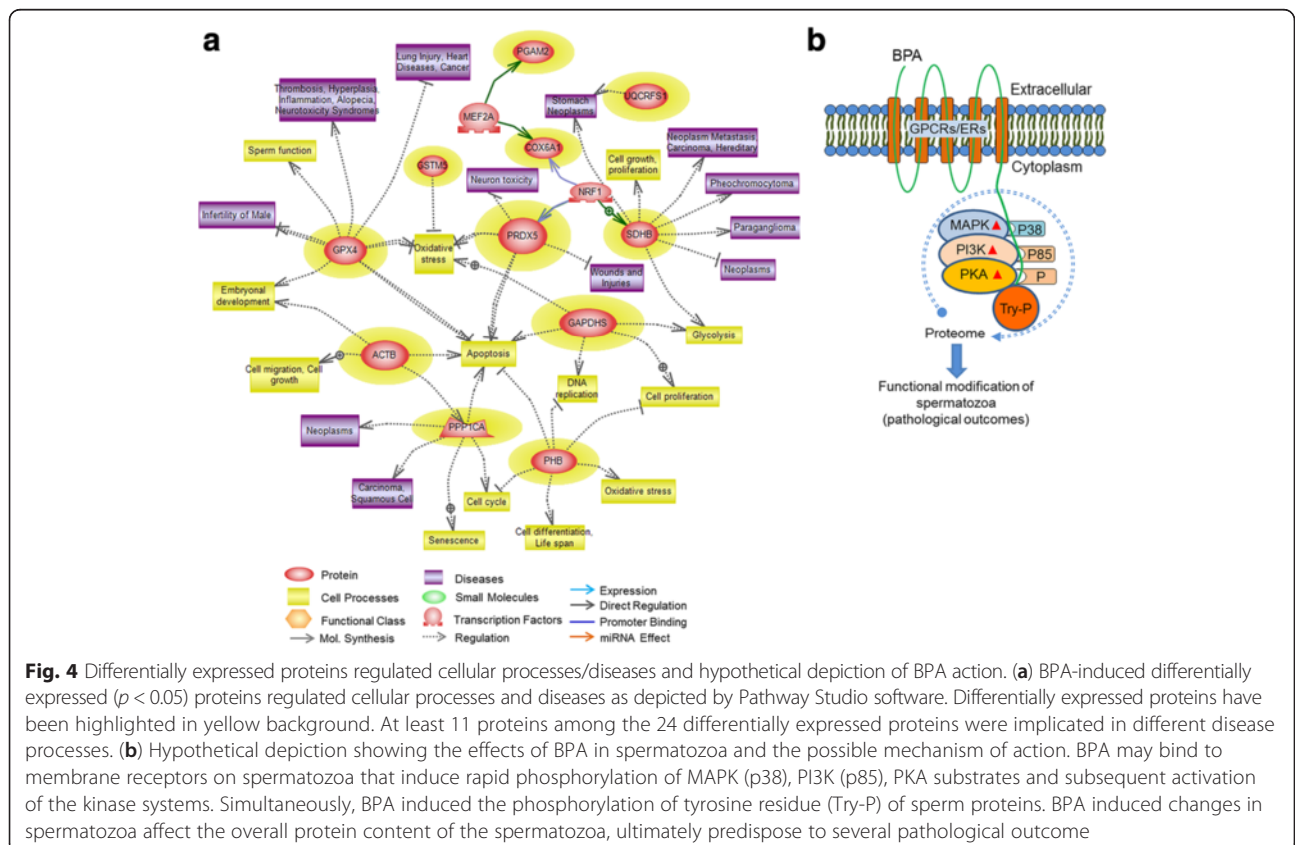 a
b
PGAM2
Lung Injury, Heart
Diseases, Cancer
Thrombosis, Hyperplasia,
Inflammation, Alopecia,
Neurotoxicity Syndromes
MEF2A
Stomach
Neoplasms
UQCRFS1
Sperm function
COX6A1
Cell growth,
proliferation
Neoplasm Metastasis,
Carcinoma, Hereditary
GSTM5
Neuron toxicity
NRF1
Pheochromocytoma
Infertility of Male
GPX4
Oxidative
stress
PRDX5
SDHB
Paraganglioma
Wounds and
Injuries
Neoplasms
Embryonal
development
GAPDHS
Glycolysis
ACTB
Apoptosis
Cell migration, Cell
growth
DNA
replication
Cell proliferation
Neoplasms
PPP1CA
PHB
Carcinoma,
Squamous Cel
Cell cycle
Oxidative stress
Senescence
Cell differentiation,
Life span
Protein
Cell Processes
Functional Class
Mol. Synthesis
Diseases
Small Molecules
Transcription Factors
Regulation
Expression
Direct Regulation
Promoter Binding
miRNA Effect
BPA
Extracellular
GPCRs/ERs
Cytoplasm
MAPK
P38
PI3K
P85
PKA
P
Try-P
Proteome
Functional modification of
spermatozoa
(pathological outcomes)
Fig. 4 Differentially expressed proteins regulated cellular processes/diseases and hypothetical depiction of BPA action. (a) BPA-induced differentially
expressed (p < 0.05) proteins regulated cellular processes and diseases as depicted by Pathway Studio software. Differentially expressed proteins have
been highlighted in yellow background. At least 11 proteins among the 24 differentially expressed proteins were implicated in different disease
processes. (b) Hypothetical depiction showing the effects of BPA in spermatozoa and the possible mechanism of action. BPA may bind to
membrane receptors on spermatozoa that induce rapid phosphorylation of MAPK (p38), PI3K (p85), PKA substrates and subsequent activation
of the kinase systems. Simultaneously, BPA induced the phosphorylation of tyrosine residue (Try-P) of sperm proteins. BPA induced changes in
spermatozoa affect the overall protein content of the spermatozoa, ultimately predispose to several pathological outcome